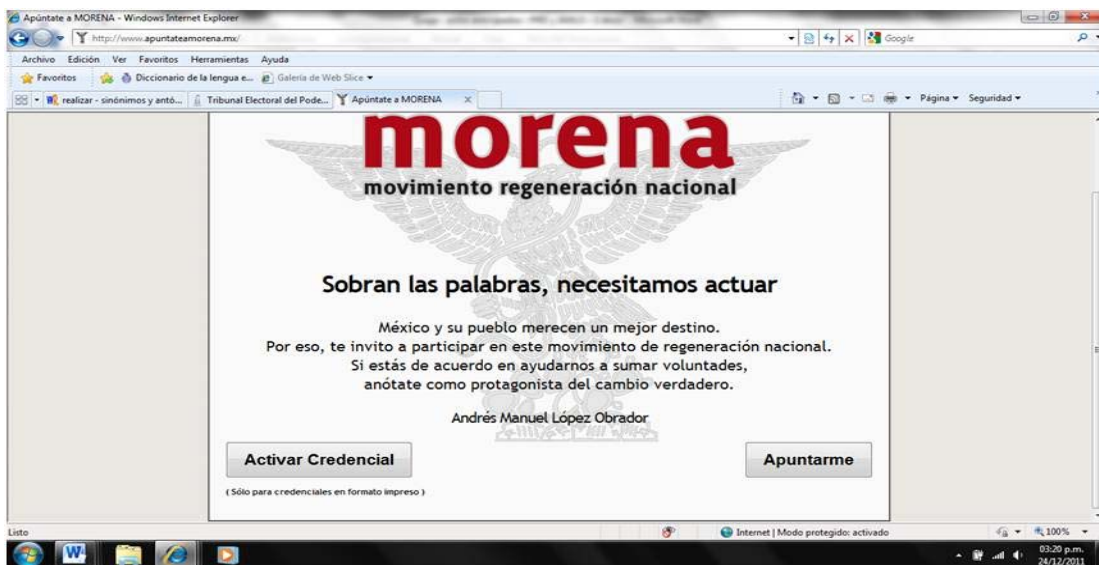 Apúntate a MORENA - Windows Internet Explorer
http://www.apuntateamorena.mx/
Google
Archivo Edición Ver Favoritos Herramientas Ayuda
Favoritos Diccionario de la lengua e... Galería de Web Slice
realizar - sinónimos y antó... Tribunal Electoral del Pode... Apúntate a MORENA X Página Seguridad
morena
movimiento regeneración nacional
Sobran las palabras, necesitamos actuar
México y su pueblo merecen un mejor destino.
Por eso, te invito a participar en este movimiento de regeneración nacional.
Si estás de acuerdo en ayudarnos a sumar voluntades,
anótate como protagonista del cambio verdadero.
Andrés Manuel López Obrador
Activar Credencial Apuntarme
( Sólo para credenciales en formato impreso )
Listo Internet | Modo protegido: activado 100%
03:20 p.m.
24/12/2011